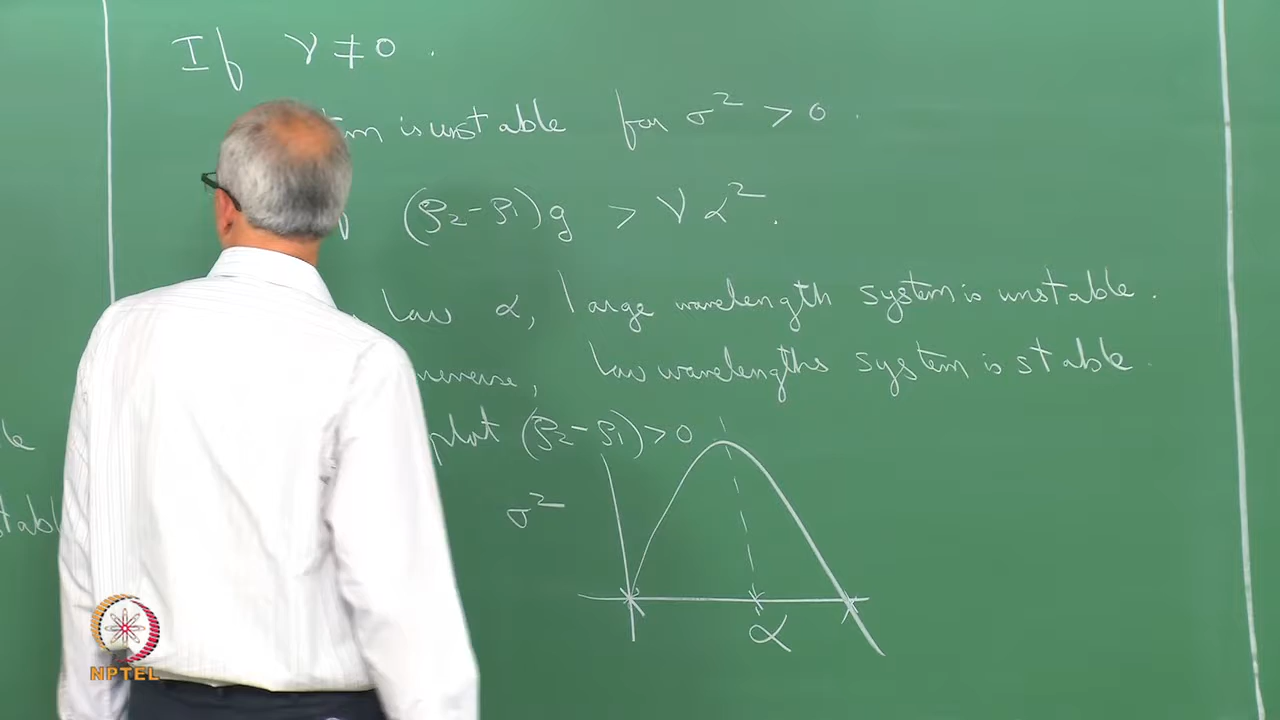 If γ ≠ 0 .
is unstable for σ² > 0 .
(ρ₂ - ρ₁)g > γα² .
low α, large wavelength system is unstable .
low wavelengths system is stable .
plot (ρ₂ - ρ₁) > 0
σ²
α
NPTEL